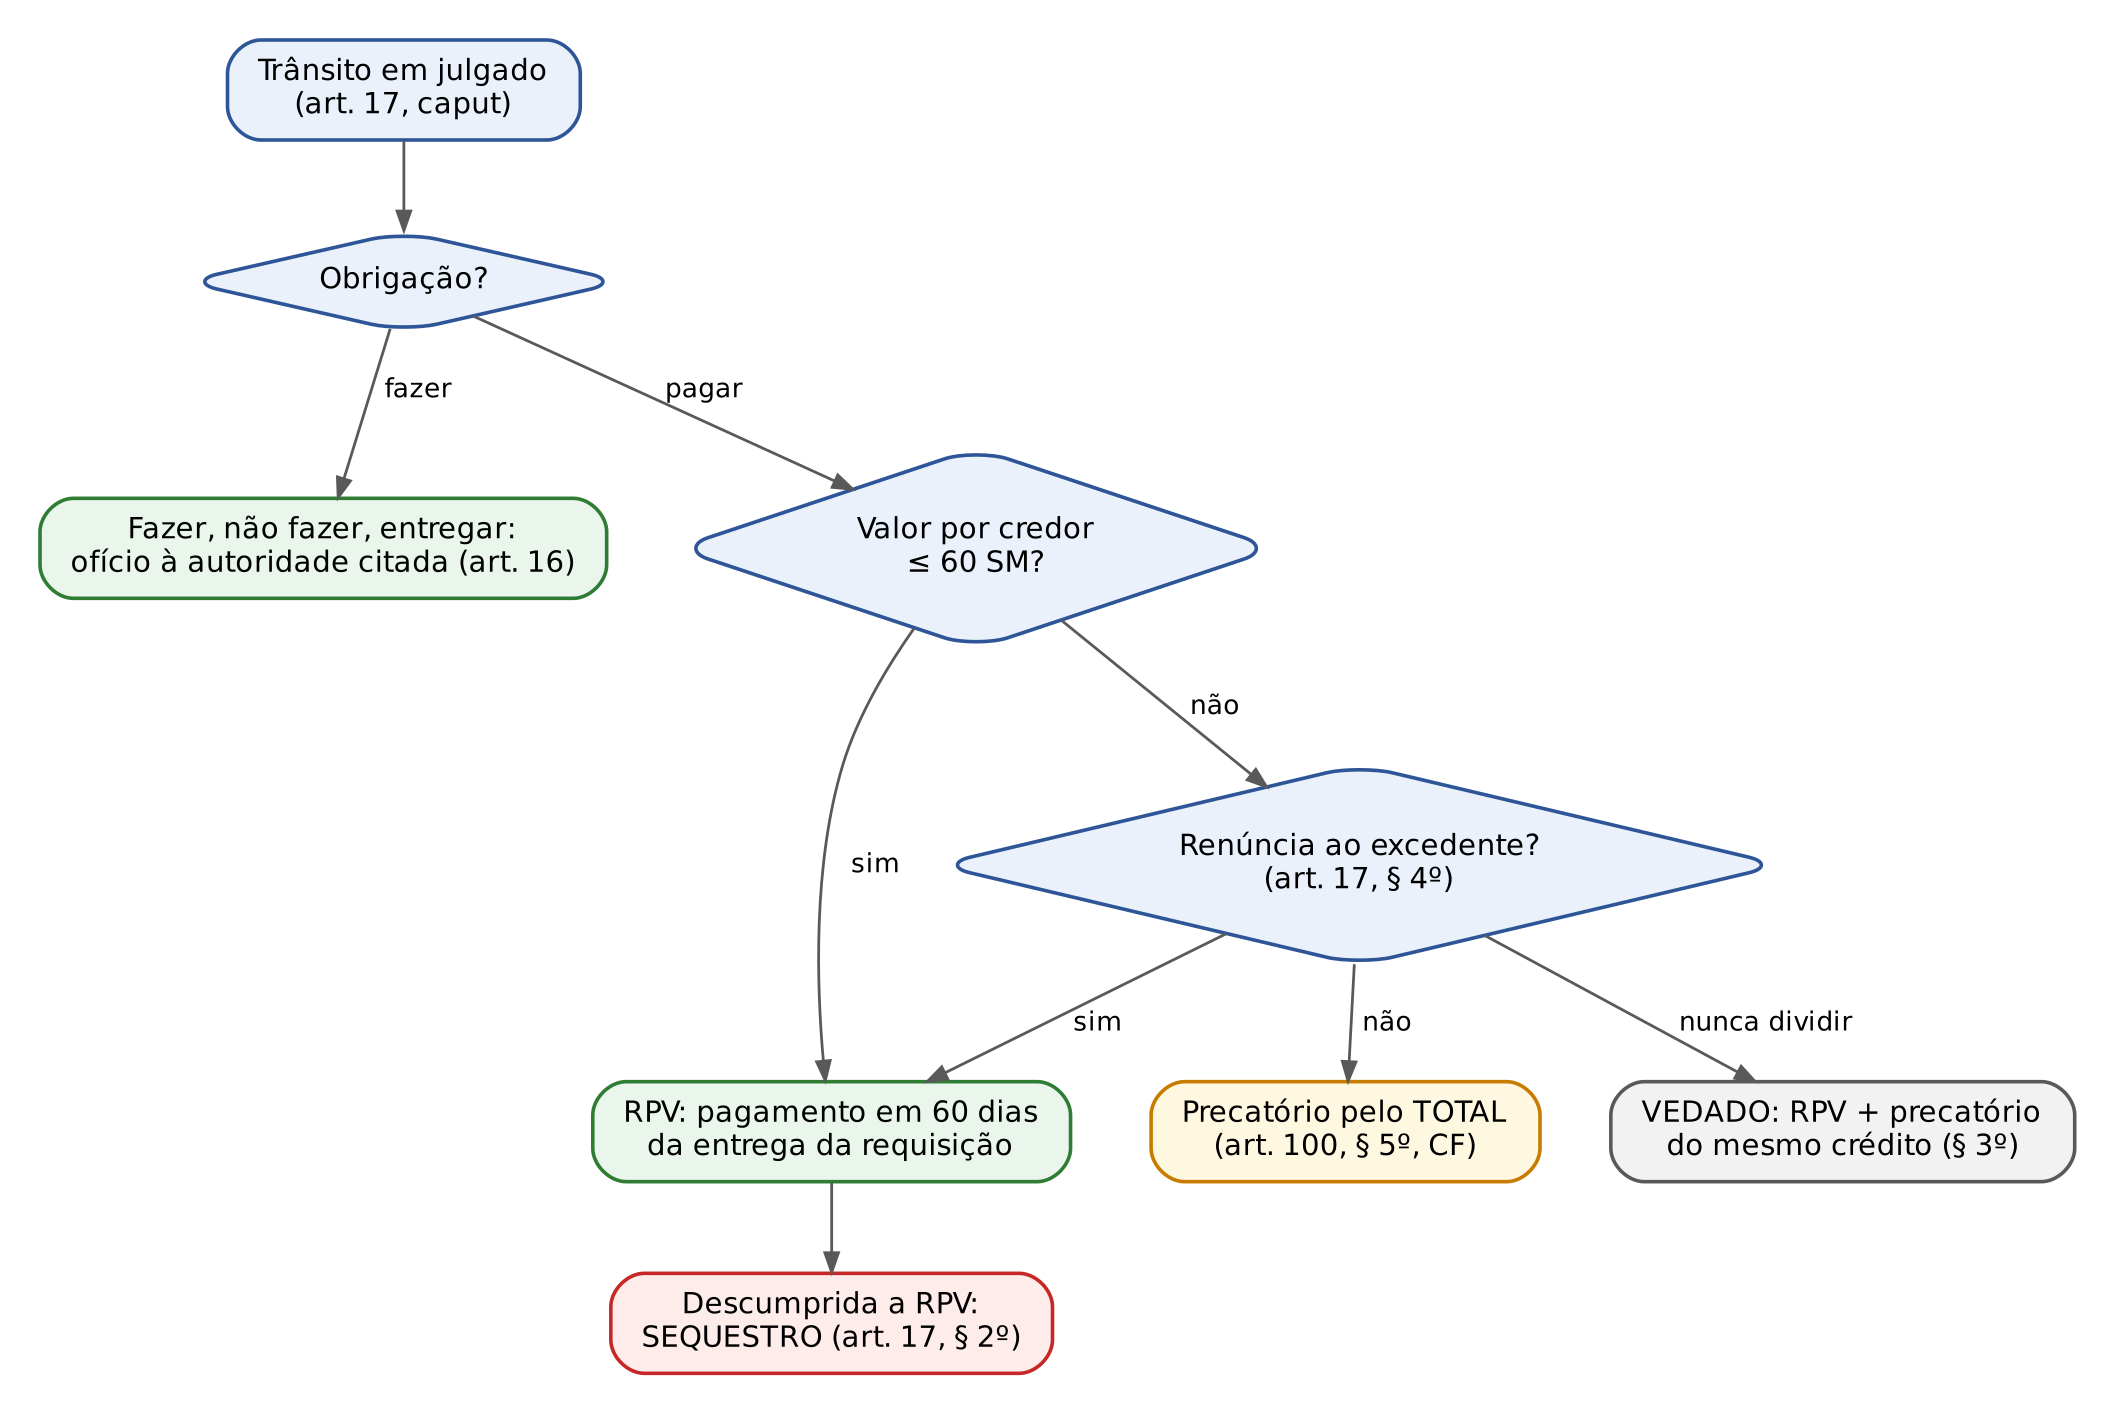 Trânsito em julgado
(art. 17, caput)
Obrigação?
fazer
pagar
Fazer, não fazer, entregar:
ofício à autoridade citada (art. 16)
Valor por credor
≤ 60 SM?
não
sim
Renúncia ao excedente?
(art. 17, § 4º)
sim
não
nunca dividir
RPV: pagamento em 60 dias
da entrega da requisição
Precatório pelo TOTAL
(art. 100, § 5º, CF)
VEDADO: RPV + precatório
do mesmo crédito (§ 3º)
Descumprida a RPV:
SEQUESTRO (art. 17, § 2º)